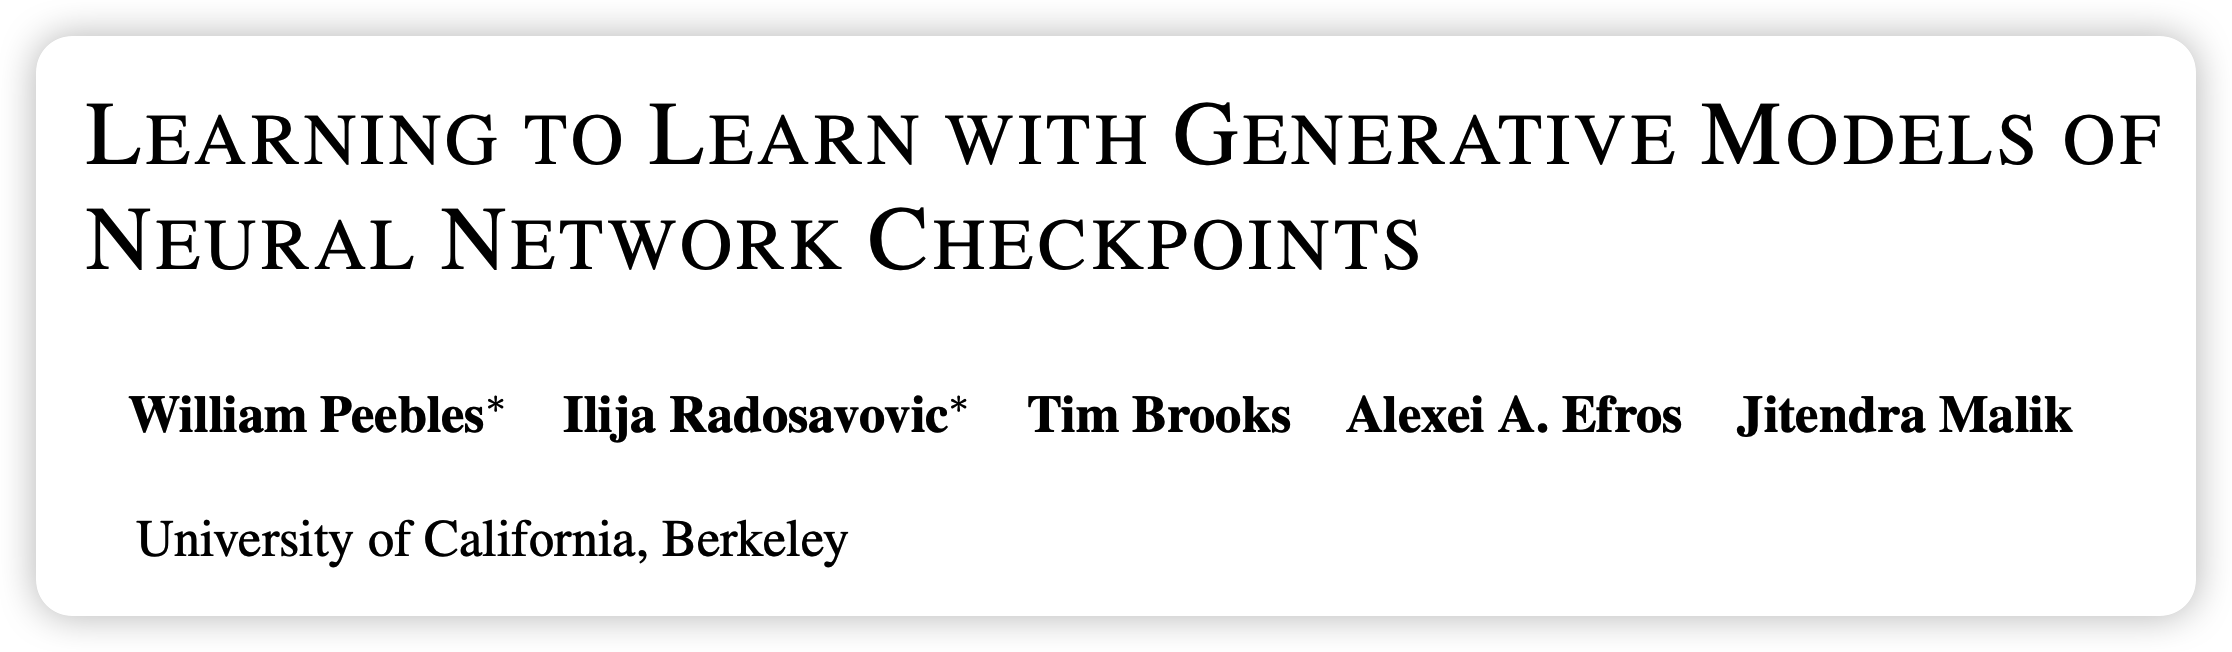 LEARNING TO LEARN WITH GENERATIVE MODELS OF
NEURAL NETWORK CHECKPOINTS
William Peebles* Ilija Radosavovic* Tim Brooks Alexei A. Efros Jitendra Malik
University of California, Berkeley